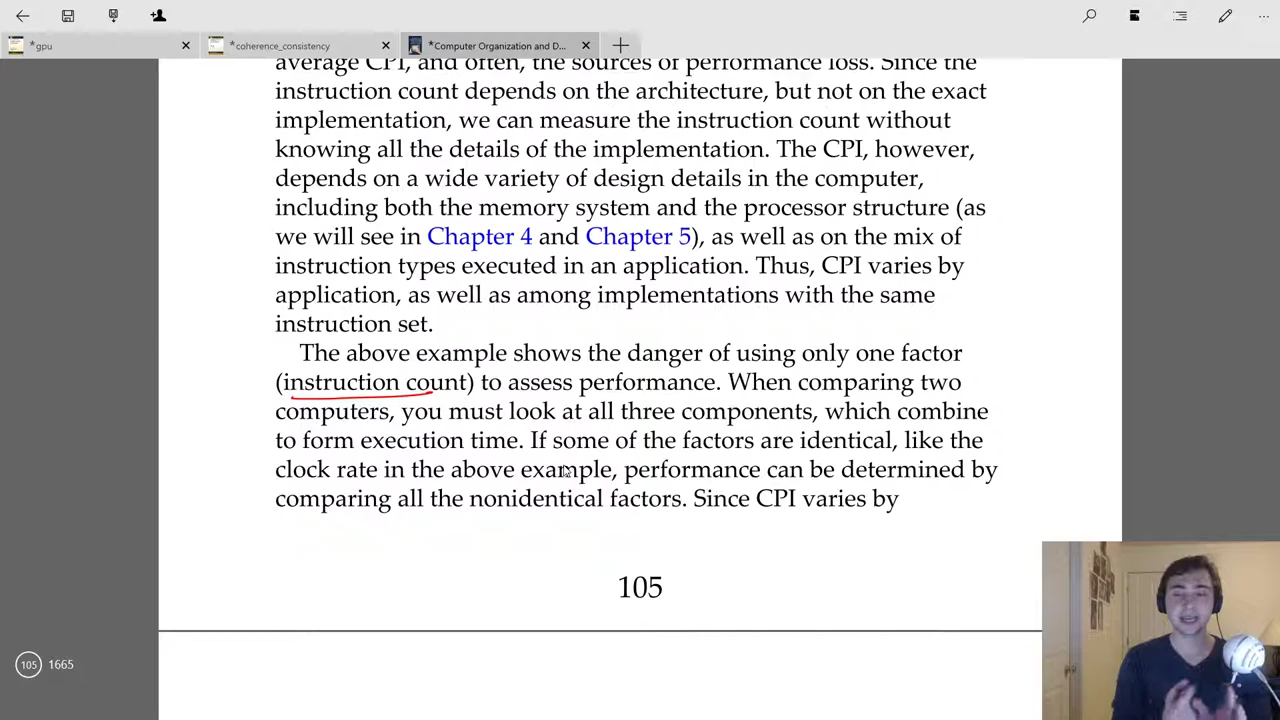 *gpu
*coherence_consistency
*Computer Organization and D...
average CPI, and often, the sources of performance loss. Since the
instruction count depends on the architecture, but not on the exact
implementation, we can measure the instruction count without
knowing all the details of the implementation. The CPI, however,
depends on a wide variety of design details in the computer,
including both the memory system and the processor structure (as
we will see in Chapter 4 and Chapter 5), as well as on the mix of
instruction types executed in an application. Thus, CPI varies by
application, as well as among implementations with the same
instruction set.
The above example shows the danger of using only one factor
(instruction count) to assess performance. When comparing two
computers, you must look at all three components, which combine
to form execution time. If some of the factors are identical, like the
clock rate in the above example, performance can be determined by
comparing all the nonidentical factors. Since CPI varies by
105
105 1665